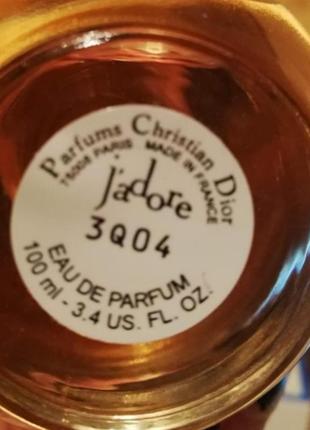 Parfums Christian Dior
75008 PARIS MADE IN FRANCE
j'adore
3Q04
EAU DE PARFUM
100 ml - 3.4 US. FL. OZ.